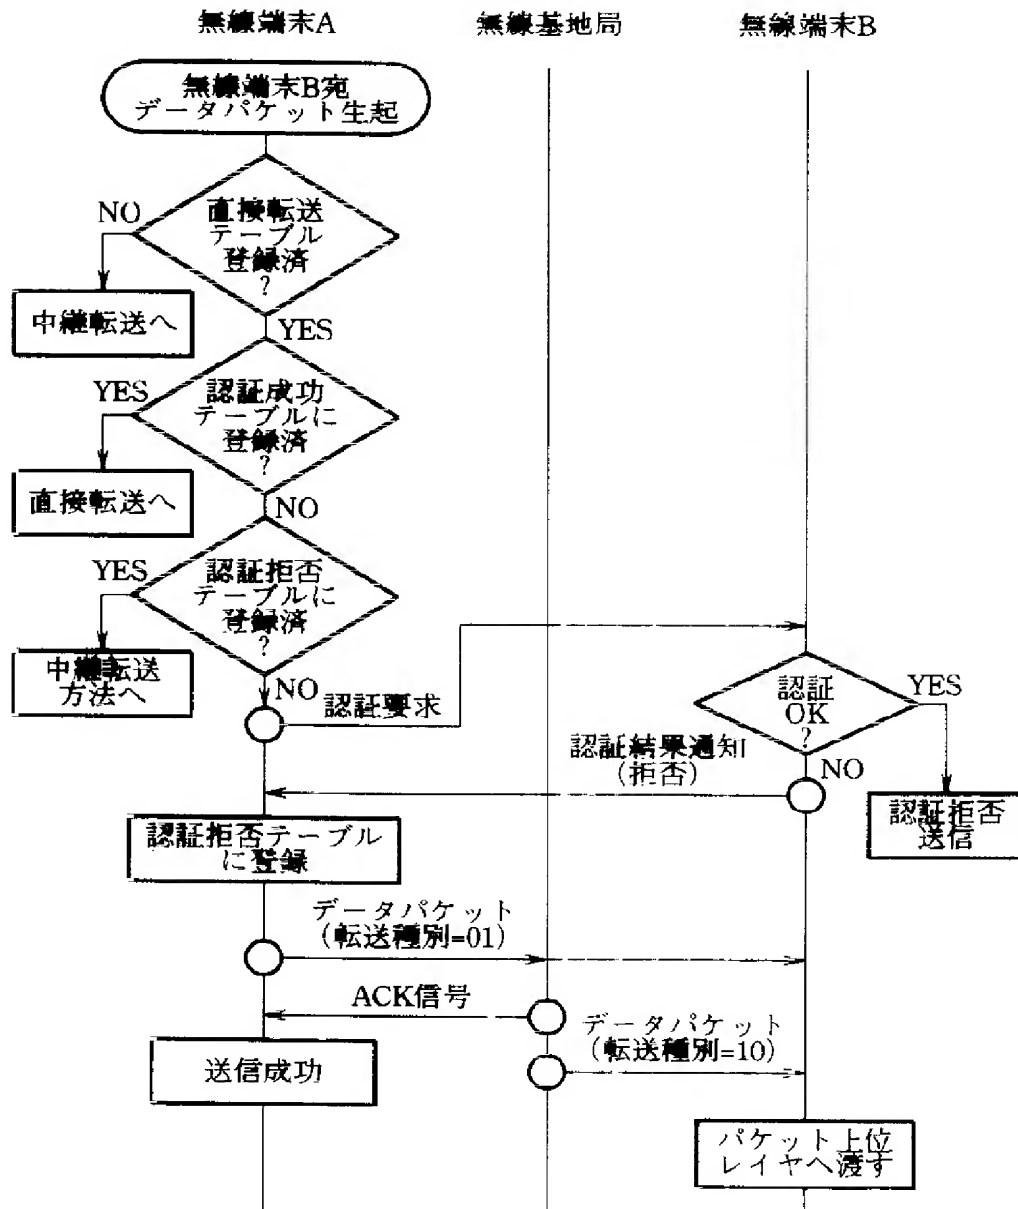 無線端末A
無線基地局
無線端末B
無線端末B宛
データパケット生起
直接転送
テーブル
登録済
?
NO
中継転送へ
YES
YES
認証成功
テーブルに
登録済
?
直接転送へ
NO
YES
認証拒否
テーブルに
登録済
?
中継転送
方法へ
NO
認証要求
認証
OK
?
YES
認証結果通知
(拒否)
NO
認証拒否
送信
認証拒否テーブル
に登録
データパケット
(転送種別=01)
ACK信号
データパケット
(転送種別=10)
送信成功
パケット上位
レイヤへ渡す